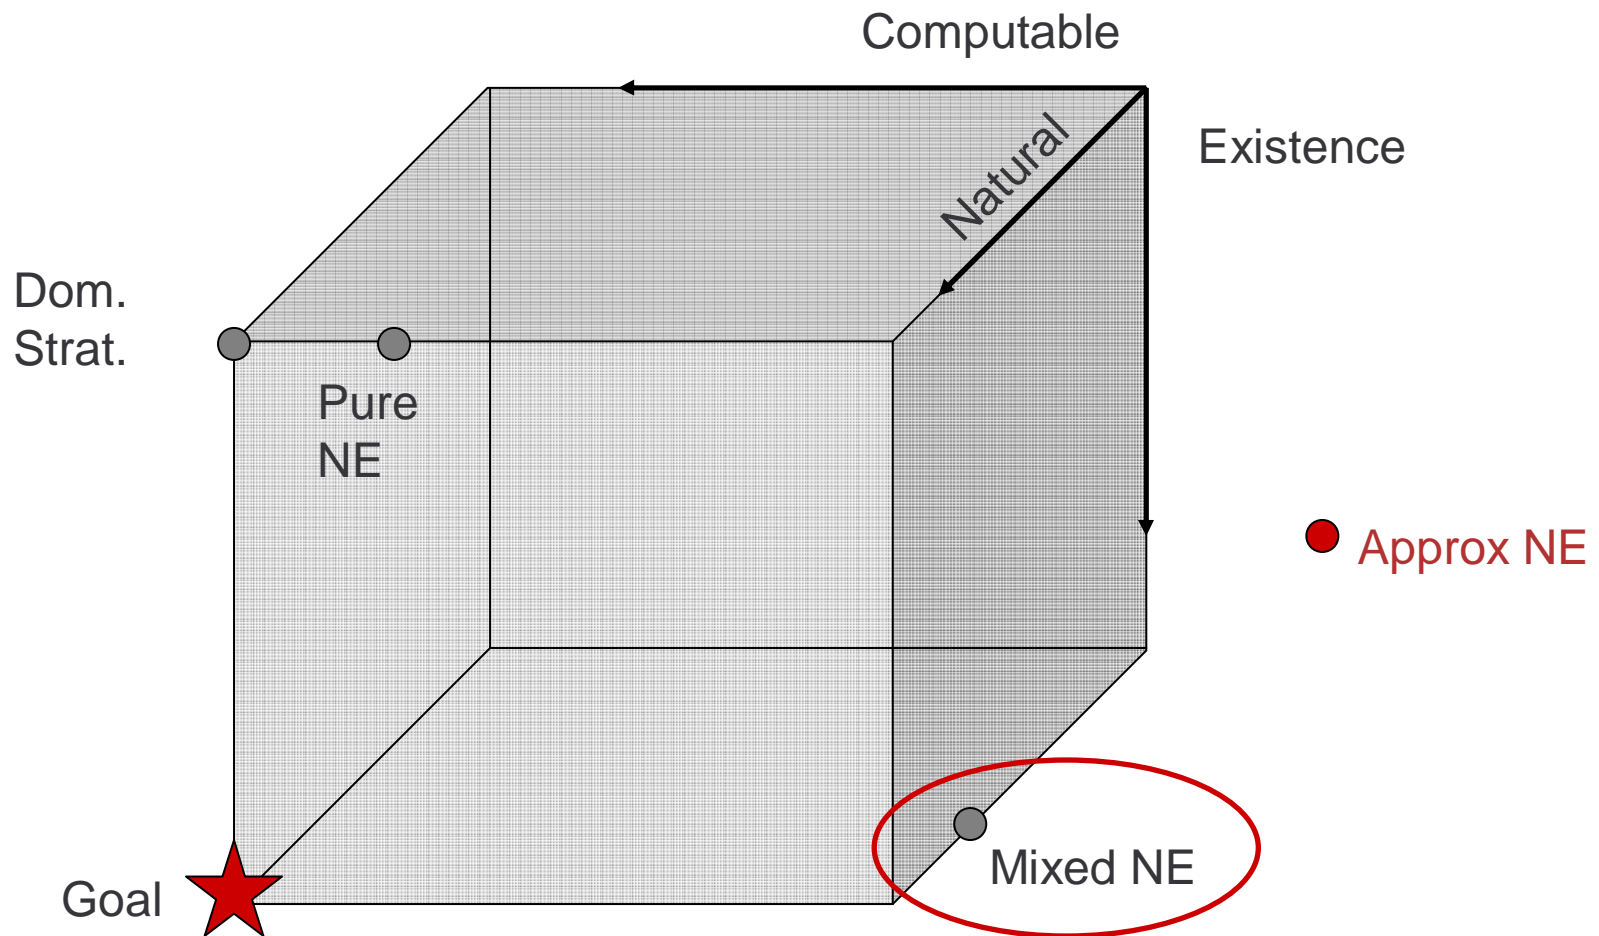 Computable
Existence
Natural
Dom.
Strat.
Pure
NE
Approx NE
Mixed NE
Goal